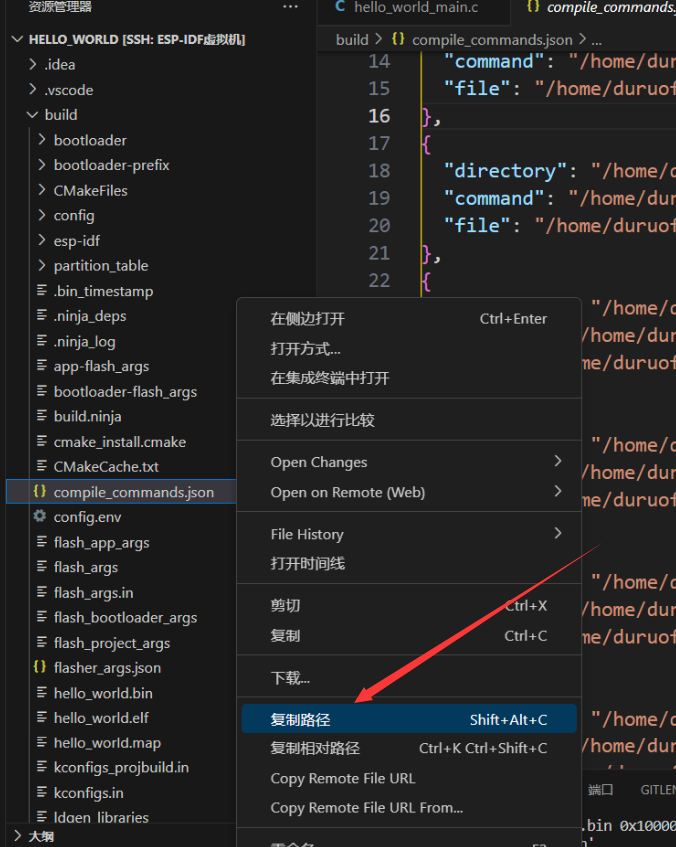 资源管理器 ···
HELLO_WORLD [SSH: ESP-IDF虚拟机]
.idea
.vscode
build
bootloader
bootloader-prefix
CMakeFiles
config
esp-idf
partition_table
.bin_timestamp
.ninja_deps
.ninja_log
app-flash_args
bootloader-flash_args
build.ninja
cmake_install.cmake
CMakeCache.txt
{} compile_commands.json
config.env
flash_app_args
flash_args
flash_args.in
flash_bootloader_args
flash_project_args
{} flasher_args.json
hello_world.bin
hello_world.elf
hello_world.map
kconfigs_projbuild.in
kconfigs.in
ldgen_libraries
大纲
C hello_world_main.c {} compile_commands.
build > {} compile_commands.json > ...
14 "command": "/home/dur
15 "file": "/home/duruof
16 },
17 {
18 "directory": "/home/d
19 "command": "/home/dur
20 "file": "/home/duruof
21 },
22 {
"/home/d
/home/dur
me/duruof
"/home/d
/home/dur
me/duruof
"/home/d
/home/dur
me/duruof
"/home/d
/home/dur
在侧边打开 Ctrl+Enter
打开方式...
在集成终端中打开
选择以进行比较
Open Changes
Open on Remote (Web)
File History
打开时间线
剪切 Ctrl+X
复制 Ctrl+C
下载...
复制路径 Shift+Alt+C
复制相对路径 Ctrl+K Ctrl+Shift+C
Copy Remote File URL
Copy Remote File URL From...
重命名 F2
端口 GITLEN
.bin 0x10000